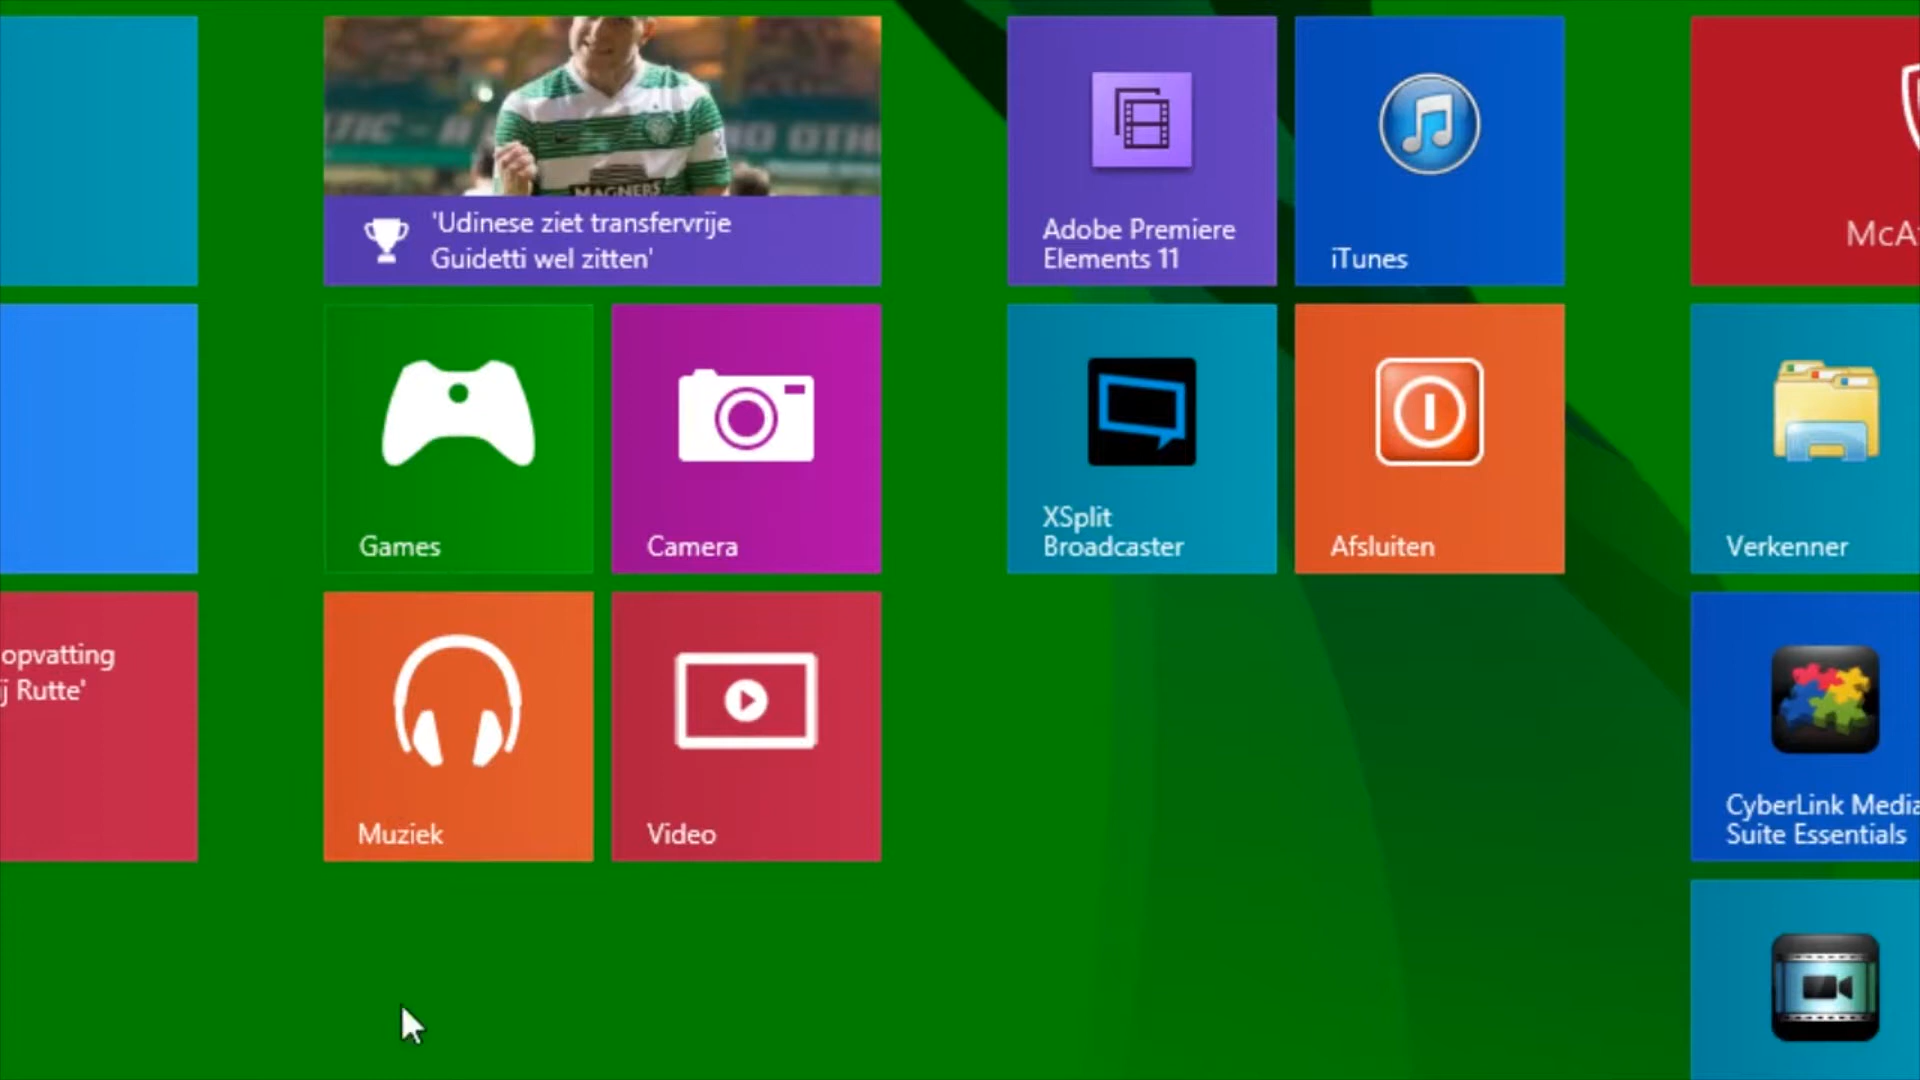 'Udinese ziet transfervrije
Guidetti wel zitten'
MAGNERS
Adobe Premiere
Elements 11
iTunes
Games
Camera
XSplit
Broadcaster
Afsluiten
Verkenner
opvatting
Rutte'
Muziek
Video
CyberLink Media
Suite Essentials